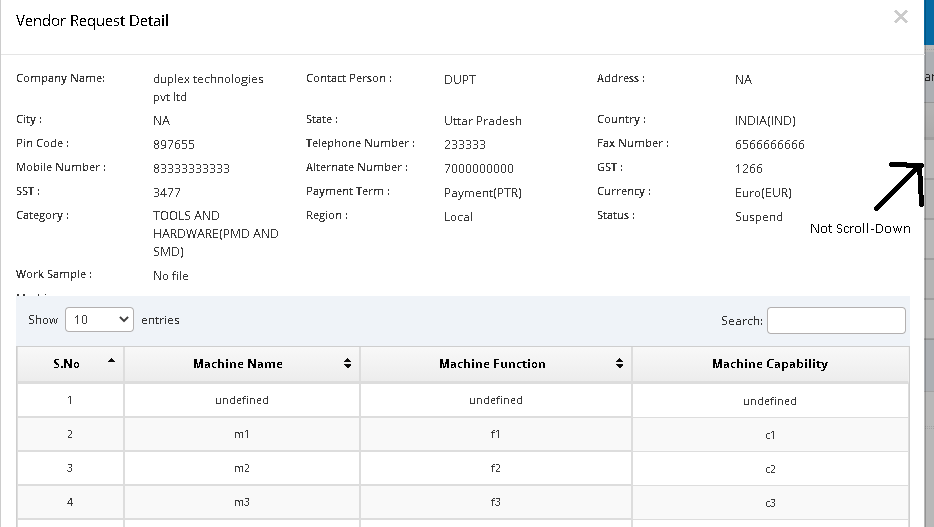 Vendor Request Detail ×
Company Name: duplex technologies pvt ltd Contact Person : DUPT Address : NA
City : NA State : Uttar Pradesh Country : INDIA(IND)
Pin Code : 897655 Telephone Number : 233333 Fax Number : 6566666666
Mobile Number : 83333333333 Alternate Number : 7000000000 GST : 1266
SST : 3477 Payment Term : Payment(PTR) Currency : Euro(EUR)
Category : TOOLS AND HARDWARE(PMD AND SMD) Region : Local Status : Suspend
Not Scroll-Down
Work Sample : No file
Show 10 entries Search:
S.No Machine Name Machine Function Machine Capability
1 undefined undefined undefined
2 m1 f1 c1
3 m2 f2 c2
4 m3 f3 c3